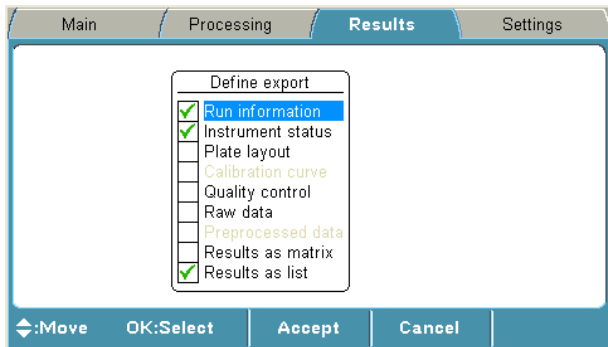 Main Processing Results Settings
Define export
Run information
Instrument status
Plate layout
Calibration curve
Quality control
Raw data
Preprocessed data
Results as matrix
Results as list
:Move OK:Select Accept Cancel